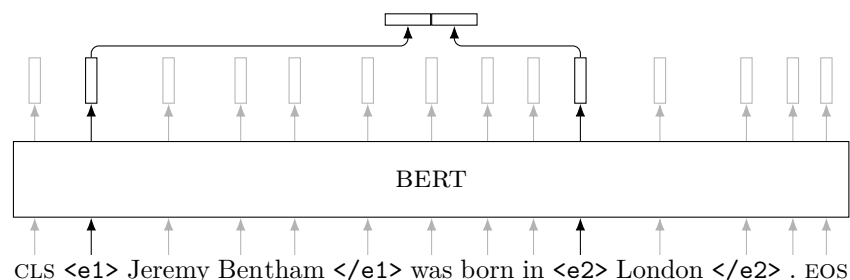 BERT
CLS <e1> Jeremy Bentham </e1> was born in <e2> London </e2> . EOS